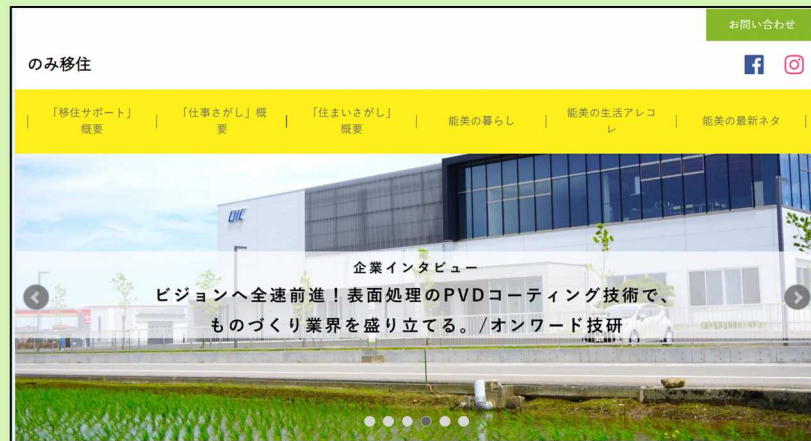 お問い合わせ
のみ移住
「移住サポート」
概要
「仕事さがし」概
要
「住まいさがし」
概要
能美の暮らし
能美の生活アレコ
レ
能美の最新ネタ
企業インタビュー
ビジョンへ全速前進！表面処理のPVDコーティング技術で、
ものづくり業界を盛り立てる。/オンワード技研